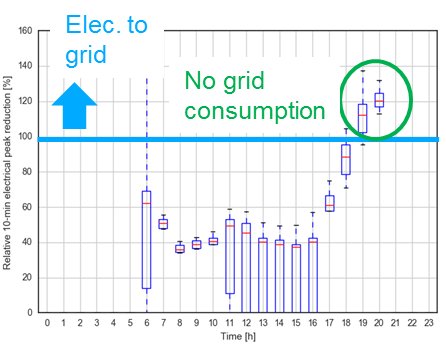 Elec. to
grid
No grid
consumption
Relative 10-min electrical peak reduction [%]
160
140
120
100
80
60
40
20
0
0 1 2 3 4 5 6 7 8 9 10 11 12 13 14 15 16 17 18 19 20 21 22 23
Time [h]